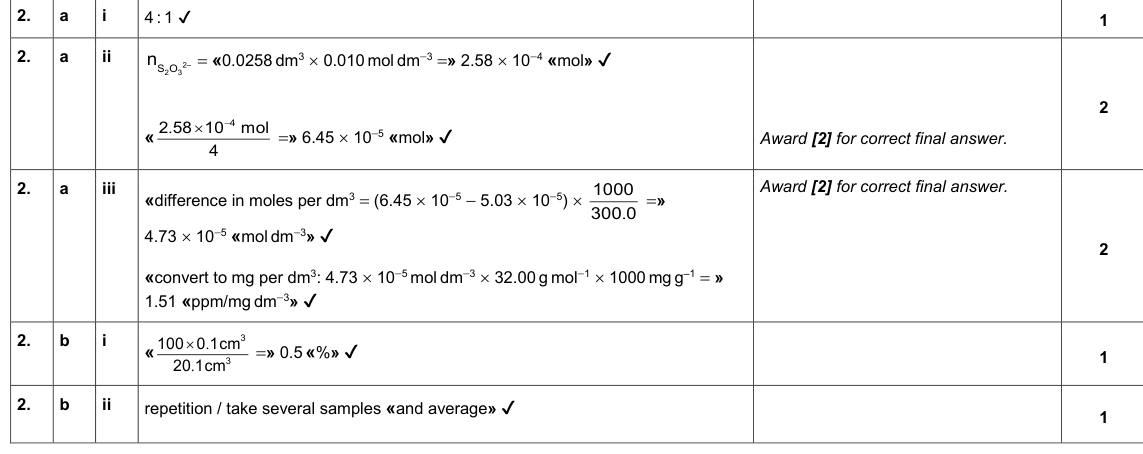 2. a i 4 : 1 ✓ 1
2. a ii n S₂O₃²⁻ = «0.0258 dm³ × 0.010 mol dm⁻³ =» 2.58 × 10⁻⁴ «mol» ✓
« 2.58 × 10⁻⁴ mol / 4 =» 6.45 × 10⁻⁵ «mol» ✓ Award [2] for correct final answer. 2
2. a iii «difference in moles per dm³ = (6.45 × 10⁻⁵ – 5.03 × 10⁻⁵) × 1000 / 300.0 =» Award [2] for correct final answer.
4.73 × 10⁻⁵ «mol dm⁻³» ✓
2
«convert to mg per dm³: 4.73 × 10⁻⁵ mol dm⁻³ × 32.00 g mol⁻¹ × 1000 mg g⁻¹ = »
1.51 «ppm/mg dm⁻³» ✓
2. b i « 100 × 0.1 cm³ / 20.1 cm³ =» 0.5 «%» ✓ 1
2. b ii repetition / take several samples «and average» ✓ 1